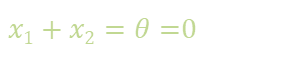 x₁ + x₂ = θ =0